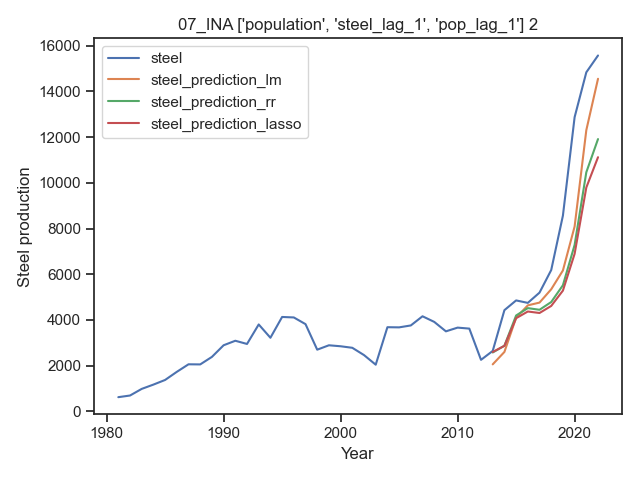 07_INA ['population', 'steel_lag_1', 'pop_lag_1'] 2
16000
14000
12000
10000
8000
6000
4000
2000
0
Steel production
steel
steel_prediction_lm
steel_prediction_rr
steel_prediction_lasso
1980 1990 2000 2010 2020
Year